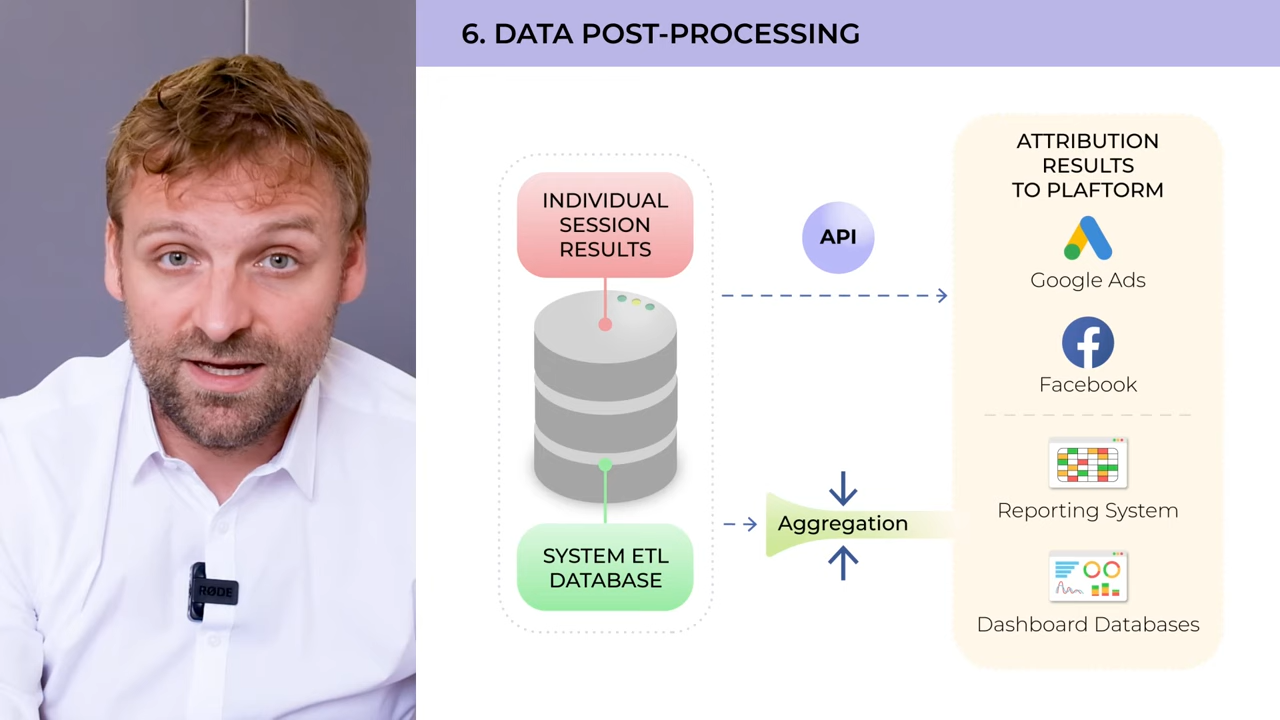 6. DATA POST-PROCESSING
INDIVIDUAL
SESSION
RESULTS
SYSTEM ETL
DATABASE
API
Aggregation
ATTRIBUTION
RESULTS
TO PLAFTORM
Google Ads
Facebook
Reporting System
Dashboard Databases
RØDE